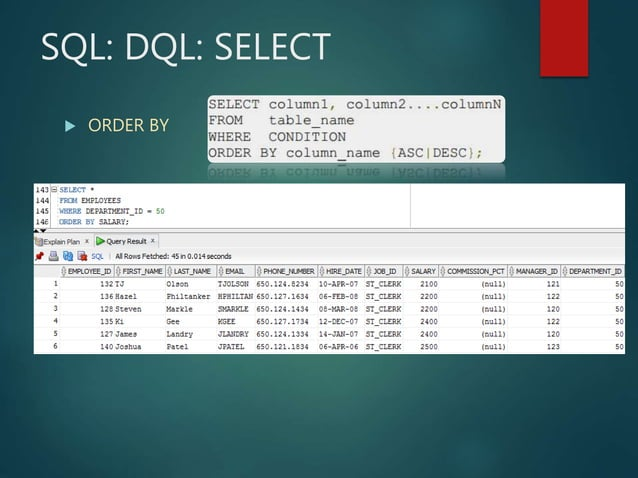 SQL: DQL: SELECT
ORDER BY
SELECT column1, column2....columnN
FROM table_name
WHERE CONDITION
ORDER BY column_name {ASC|DESC};
143 SELECT *
144 FROM EMPLOYEES
145 WHERE DEPARTMENT_ID = 50
146 ORDER BY SALARY;
Explain Plan x Query Result x
SQL | All Rows Fetched: 45 in 0.014 seconds
EMPLOYEE_ID FIRST_NAME LAST_NAME EMAIL PHONE_NUMBER HIRE_DATE JOB_ID SALARY COMMISSION_PCT MANAGER_ID DEPARTMENT_ID
1 132 TJ Olson TJOLSON 650.124.8234 10-APR-07 ST_CLERK 2100 (null) 121 50
2 136 Hazel Philtanker HPHILTAN 650.127.1634 06-FEB-08 ST_CLERK 2200 (null) 122 50
3 128 Steven Markle SMARKLE 650.124.1434 08-MAR-08 ST_CLERK 2200 (null) 120 50
4 135 Ki Gee KGEE 650.127.1734 12-DEC-07 ST_CLERK 2400 (null) 122 50
5 127 James Landry JLANDRY 650.124.1334 14-JAN-07 ST_CLERK 2400 (null) 120 50
6 140 Joshua Patel JPATEL 650.121.1834 06-APR-06 ST_CLERK 2500 (null) 123 50